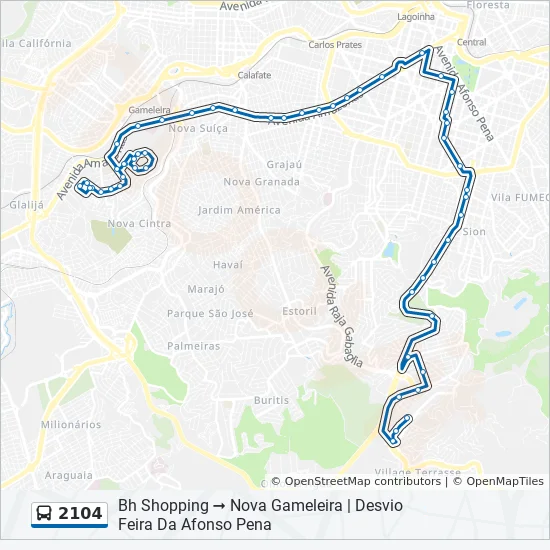 Avenida
Floresta
Lagoinha
Vila Califórnia
Carlos Prates
Central
Calafate
Avenida Afonso Pena
Gameleira
Nova Suíça
Avenida
Avenida Am
Grajaú
Nova Granada
Vila FUMEC
Glalijá
Jardim América
Nova Cintra
Sion
Havaí
Marajó
Avenida Raja Gabaglia
Parque São José
Estoril
Palmeiras
Buritis
Milionários
Araguaia
Village Terrasse
© OpenStreetMap contributors | © OpenMapTiles
2104
Bh Shopping → Nova Gameleira | Desvio
Feira Da Afonso Pena